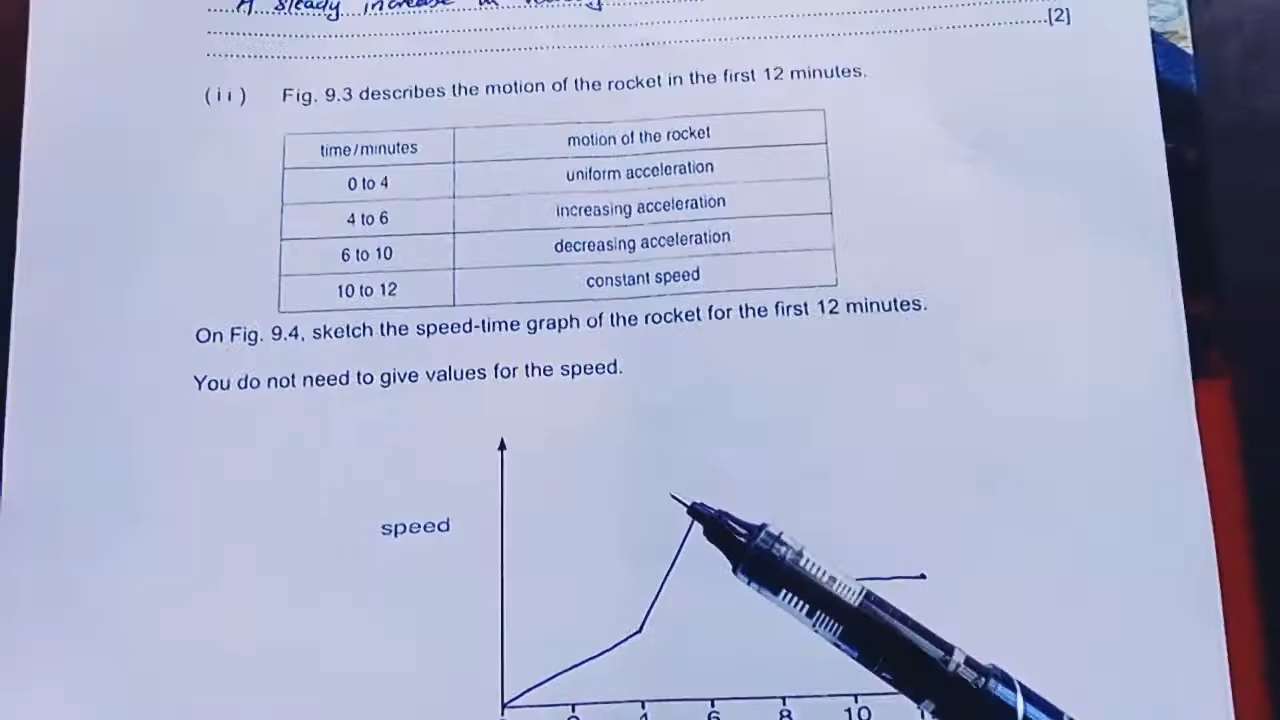 A steady increase in
[2]
(ii) Fig. 9.3 describes the motion of the rocket in the first 12 minutes.
time/minutes motion of the rocket
0 to 4 uniform acceleration
4 to 6 increasing acceleration
6 to 10 decreasing acceleration
10 to 12 constant speed
On Fig. 9.4, sketch the speed-time graph of the rocket for the first 12 minutes.
You do not need to give values for the speed.
speed
6 8 10